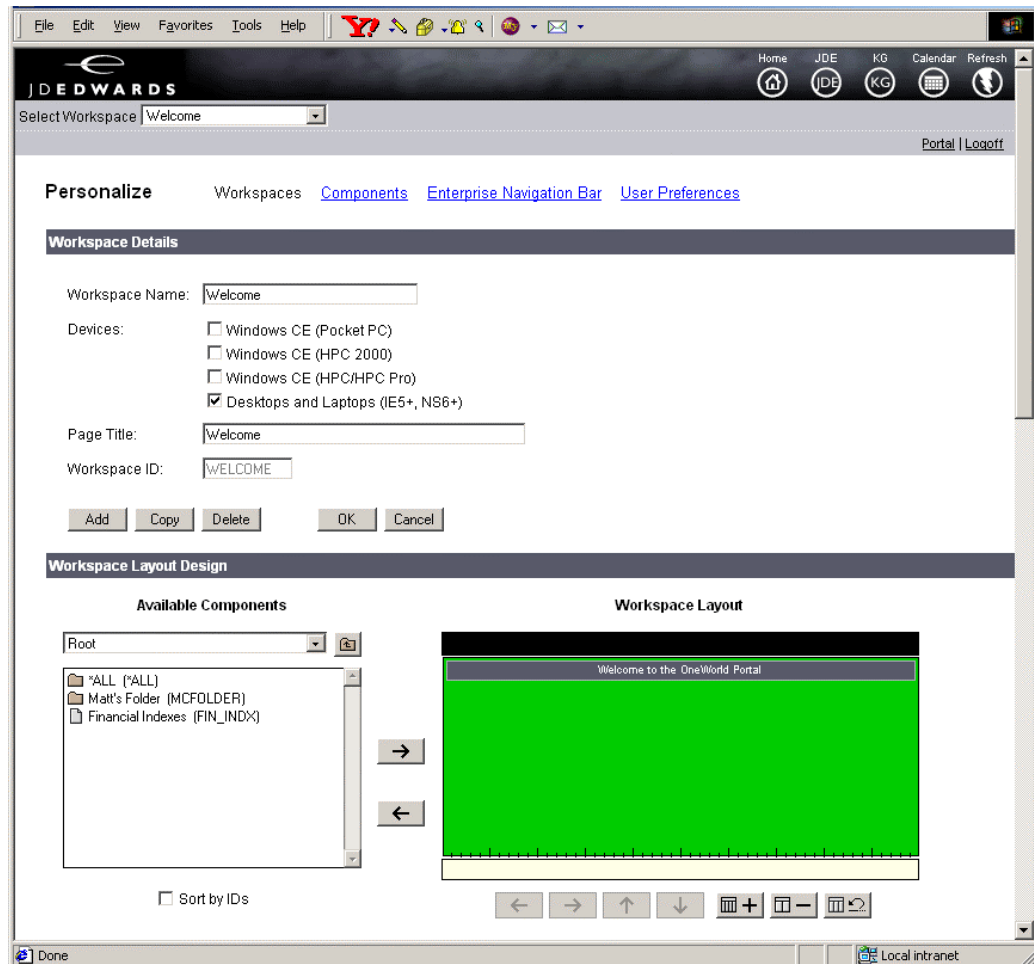 File Edit View Favorites Tools Help
Home JDE KG Calendar Refresh
JDE KG
JDEDWARDS
Select Workspace Welcome
Portal | Logoff
Personalize Workspaces Components Enterprise Navigation Bar User Preferences
Workspace Details
Workspace Name: Welcome
Devices: Windows CE (Pocket PC)
Windows CE (HPC 2000)
Windows CE (HPC/HPC Pro)
Desktops and Laptops (IE5+, NS6+)
Page Title: Welcome
Workspace ID: WELCOME
Add Copy Delete OK Cancel
Workspace Layout Design
Available Components Workspace Layout
Root
Welcome to the OneWorld Portal
*ALL (*ALL)
Matt's Folder (MCFOLDER)
Financial Indexes (FIN_INDX)
Sort by IDs
Done Local intranet